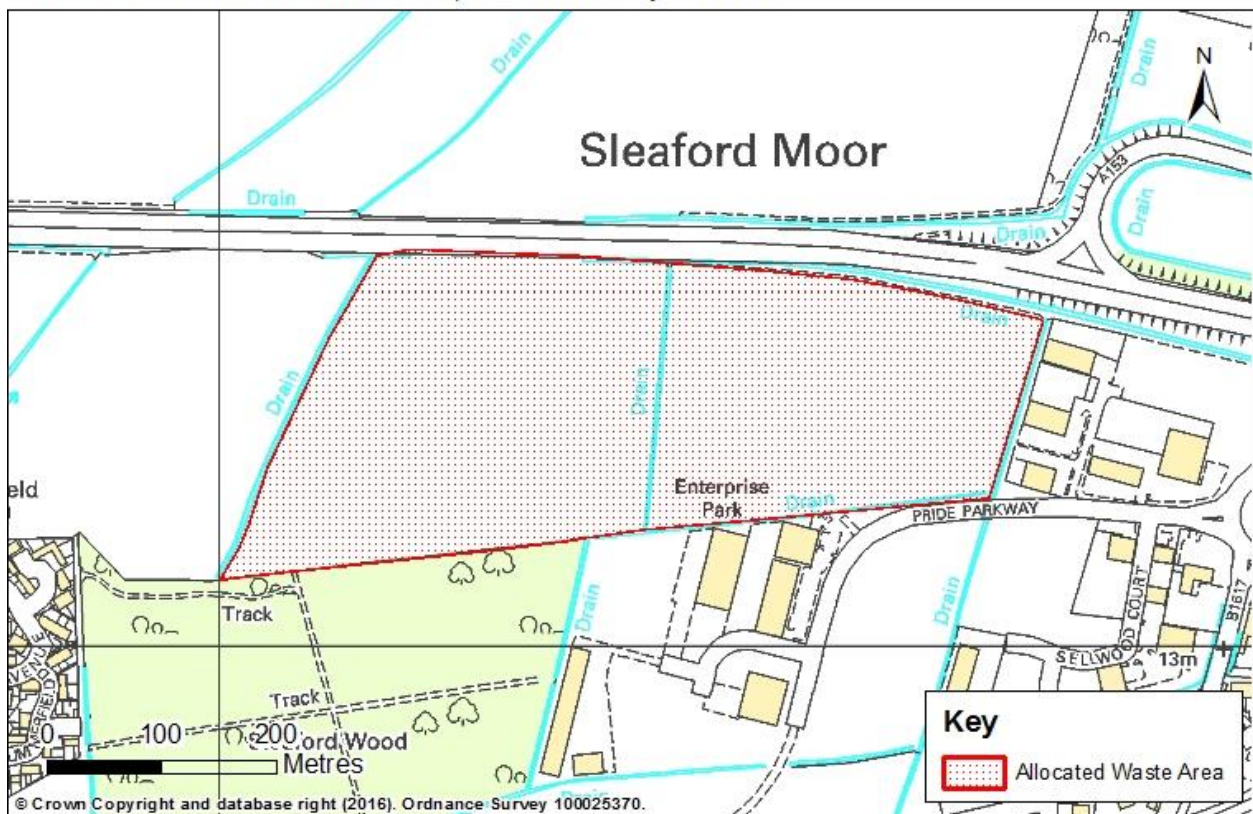 Drain
Drain
N
Sleaford Moor
A153
Drain
Drain
Drain
Drain
Drain
Drain
Drain
eld
Enterprise
Park
Drain
PRIDE PARKWAY
Track
Drain
Drain
SELLWOOD COURT
B1617
13m
Track
0 100 200
Metres
Key
Allocated Waste Area
© Crown Copyright and database right (2016). Ordnance Survey 100025370.